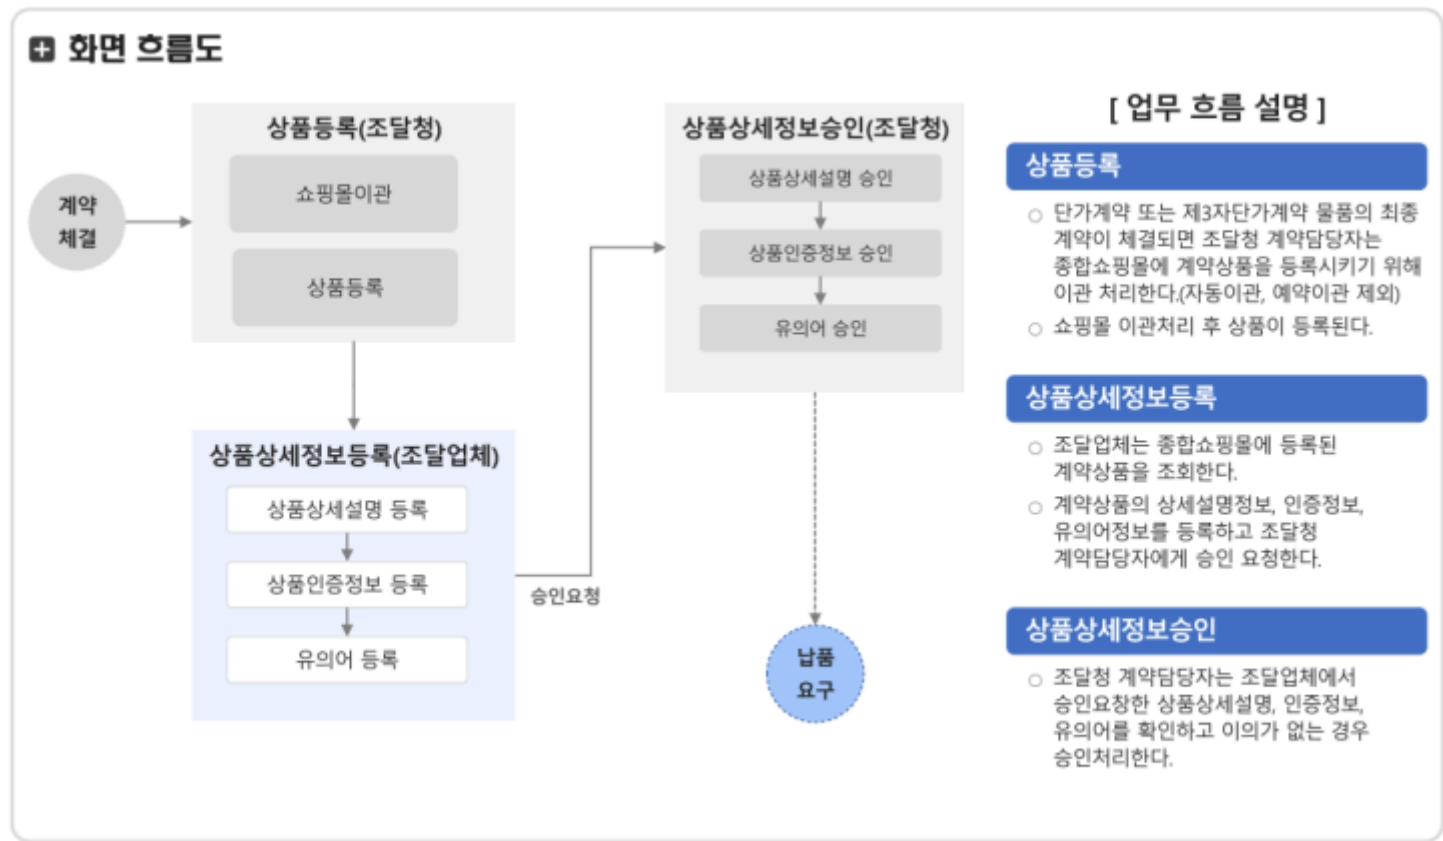 화면 흐름도
상품등록(조달청)
쇼핑몰이관
상품등록
계약
체결
상품상세정보등록(조달업체)
상품상세설명 등록
상품인증정보 등록
유의어 등록
승인요청
상품상세정보승인(조달청)
상품상세설명 승인
상품인증정보 승인
유의어 승인
납품
요구
[ 업무 흐름 설명 ]
상품등록
○ 단가계약 또는 제3자단가계약 물품의 최종
계약이 체결되면 조달청 계약담당자는
종합쇼핑몰에 계약상품을 등록시키기 위해
이관 처리한다.(자동이관, 예약이관 제외)
○ 쇼핑몰 이관처리 후 상품이 등록된다.
상품상세정보등록
○ 조달업체는 종합쇼핑몰에 등록된
계약상품을 조회한다.
○ 계약상품의 상세설명정보, 인증정보,
유의어정보를 등록하고 조달청
계약담당자에게 승인 요청한다.
상품상세정보승인
○ 조달청 계약담당자는 조달업체에서
승인요창한 상품상세설명, 인증정보,
유의어를 확인하고 이의가 없는 경우
승인처리한다.